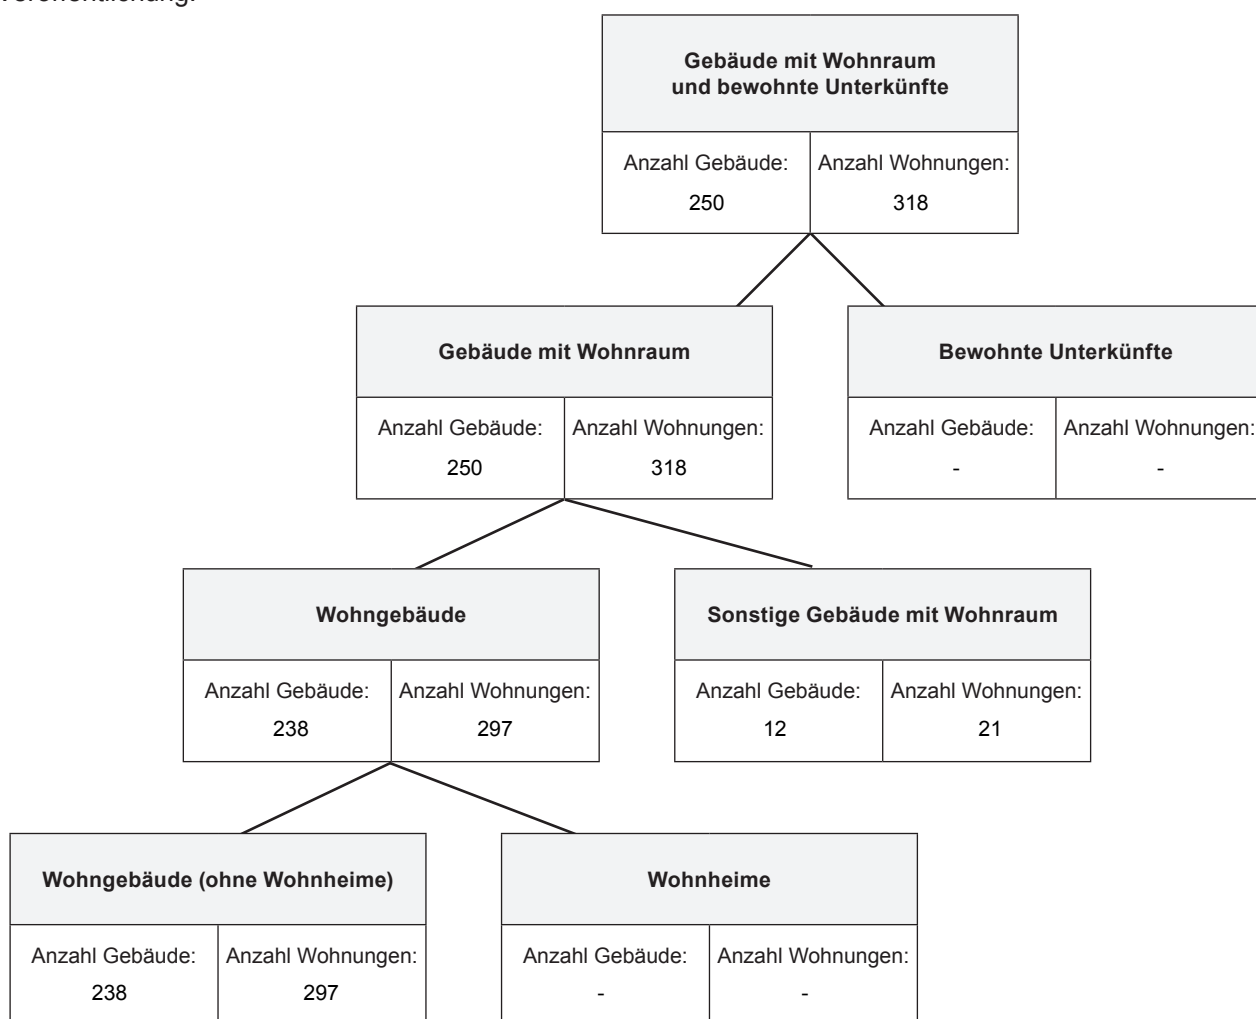 Veröffentlichung.
Gebäude mit Wohnraum
und bewohnte Unterkünfte
Anzahl Gebäude: Anzahl Wohnungen:
250 318
Gebäude mit Wohnraum
Anzahl Gebäude: Anzahl Wohnungen:
250 318
Bewohnte Unterkünfte
Anzahl Gebäude: Anzahl Wohnungen:
- -
Wohngebäude
Anzahl Gebäude: Anzahl Wohnungen:
238 297
Sonstige Gebäude mit Wohnraum
Anzahl Gebäude: Anzahl Wohnungen:
12 21
Wohngebäude (ohne Wohnheime)
Anzahl Gebäude: Anzahl Wohnungen:
238 297
Wohnheime
Anzahl Gebäude: Anzahl Wohnungen:
- -